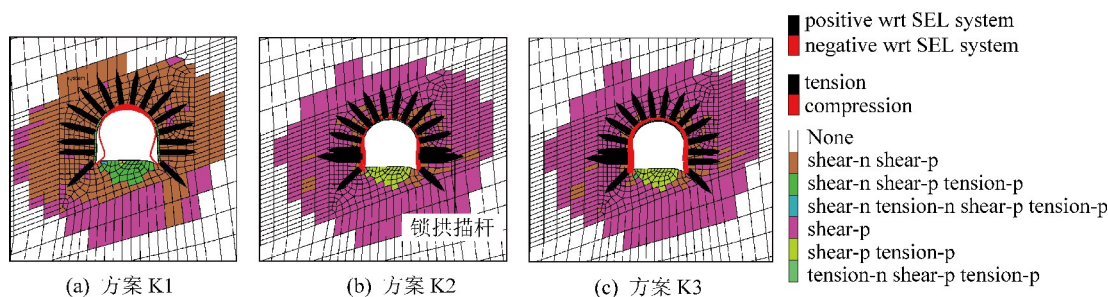 positive wrt SEL system
negative wrt SEL system
tension
compression
None
shear-n shear-p
shear-n shear-p tension-p
shear-n tension-n shear-p tension-p
shear-p
shear-p tension-p
tension-n shear-p tension-p
锁拱描杆
(a) 方案 K1
(b) 方案 K2
(c) 方案 K3